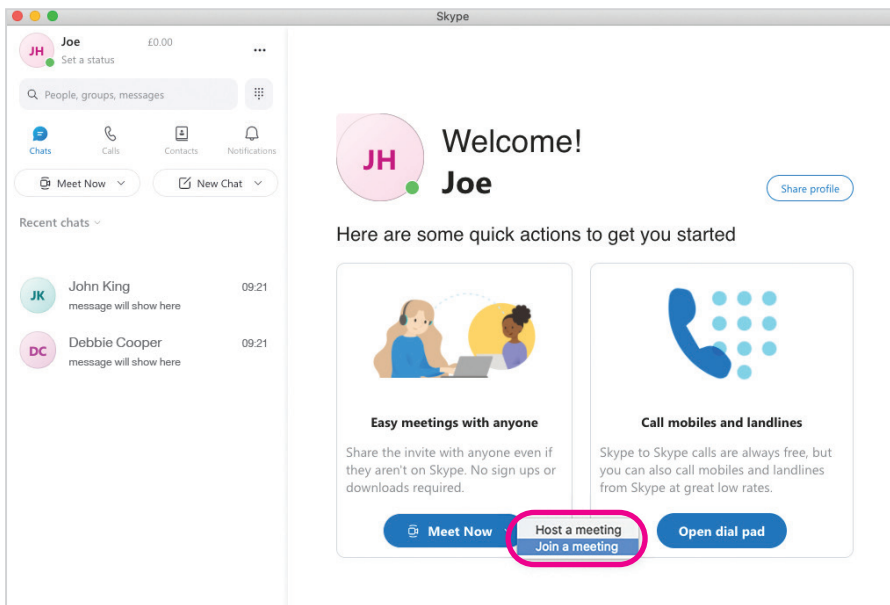 Skype
JH
Joe £0.00
Set a status
People, groups, messages
Chats Calls Contacts Notifications
Meet Now New Chat
Recent chats
JK
John King 09:21
message will show here
DC
Debbie Cooper 09:21
message will show here
JH
Welcome!
Joe
Share profile
Here are some quick actions to get you started
Easy meetings with anyone
Share the invite with anyone even if
they aren't on Skype. No sign ups or
downloads required.
Meet Now
Host a meeting
Join a meeting
Call mobiles and landlines
Skype to Skype calls are always free, but
you can also call mobiles and landlines
from Skype at great low rates.
Open dial pad